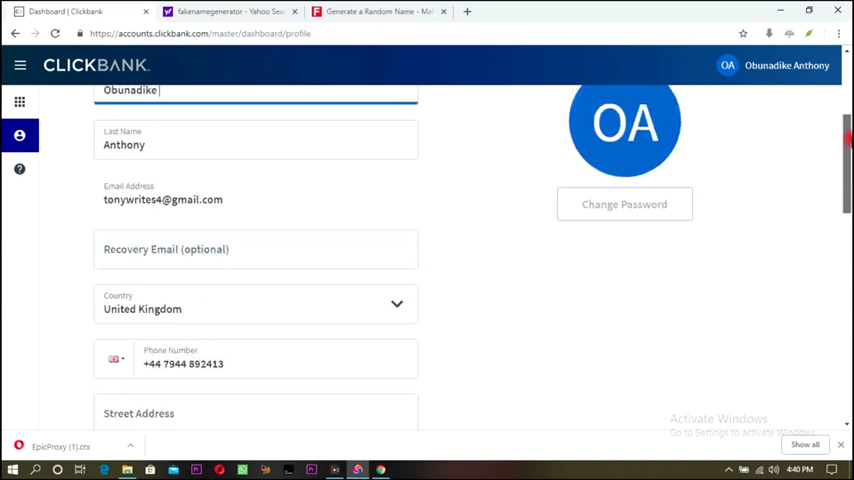 Dashboard | Clickbank
fakenamegenerator - Yahoo Sea
Generate a Random Name -
https://accounts.clickbank.com/master/dashboard/profile
CLICKBANK.
OA
Obunadike Anthony
Obunadike
OA
Last Name
Anthony
Change Password
Email Address
tonywrites4@gmail.com
Recovery Email (optional)
Country
United Kingdom
Phone Number
+44 7944 892413
Street Address
Activate Windows
Go to Settings to activate Windows.
EpicProxy (1).crx
Show all
4:40 PM